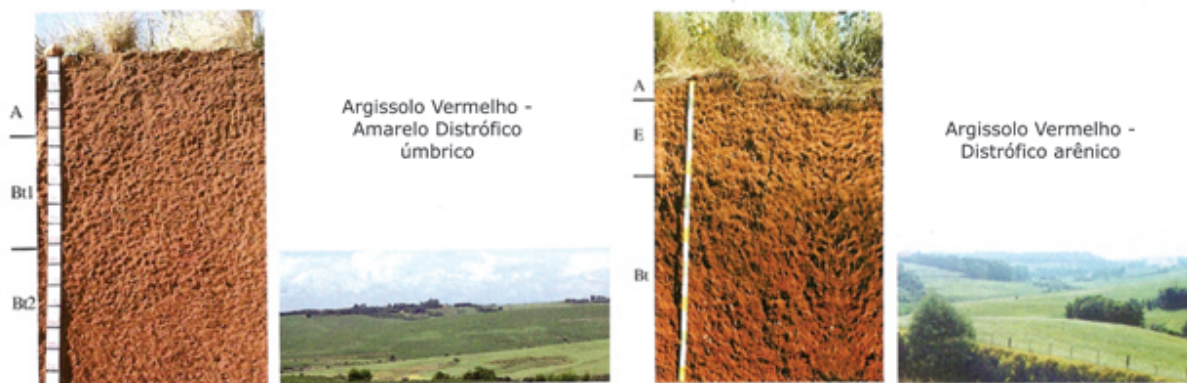 A
Bt1
Bt2
Argissolo Vermelho -
Amarelo Distrófico
úmbrico
A
E
Bt
Argissolo Vermelho -
Distrófico arênico